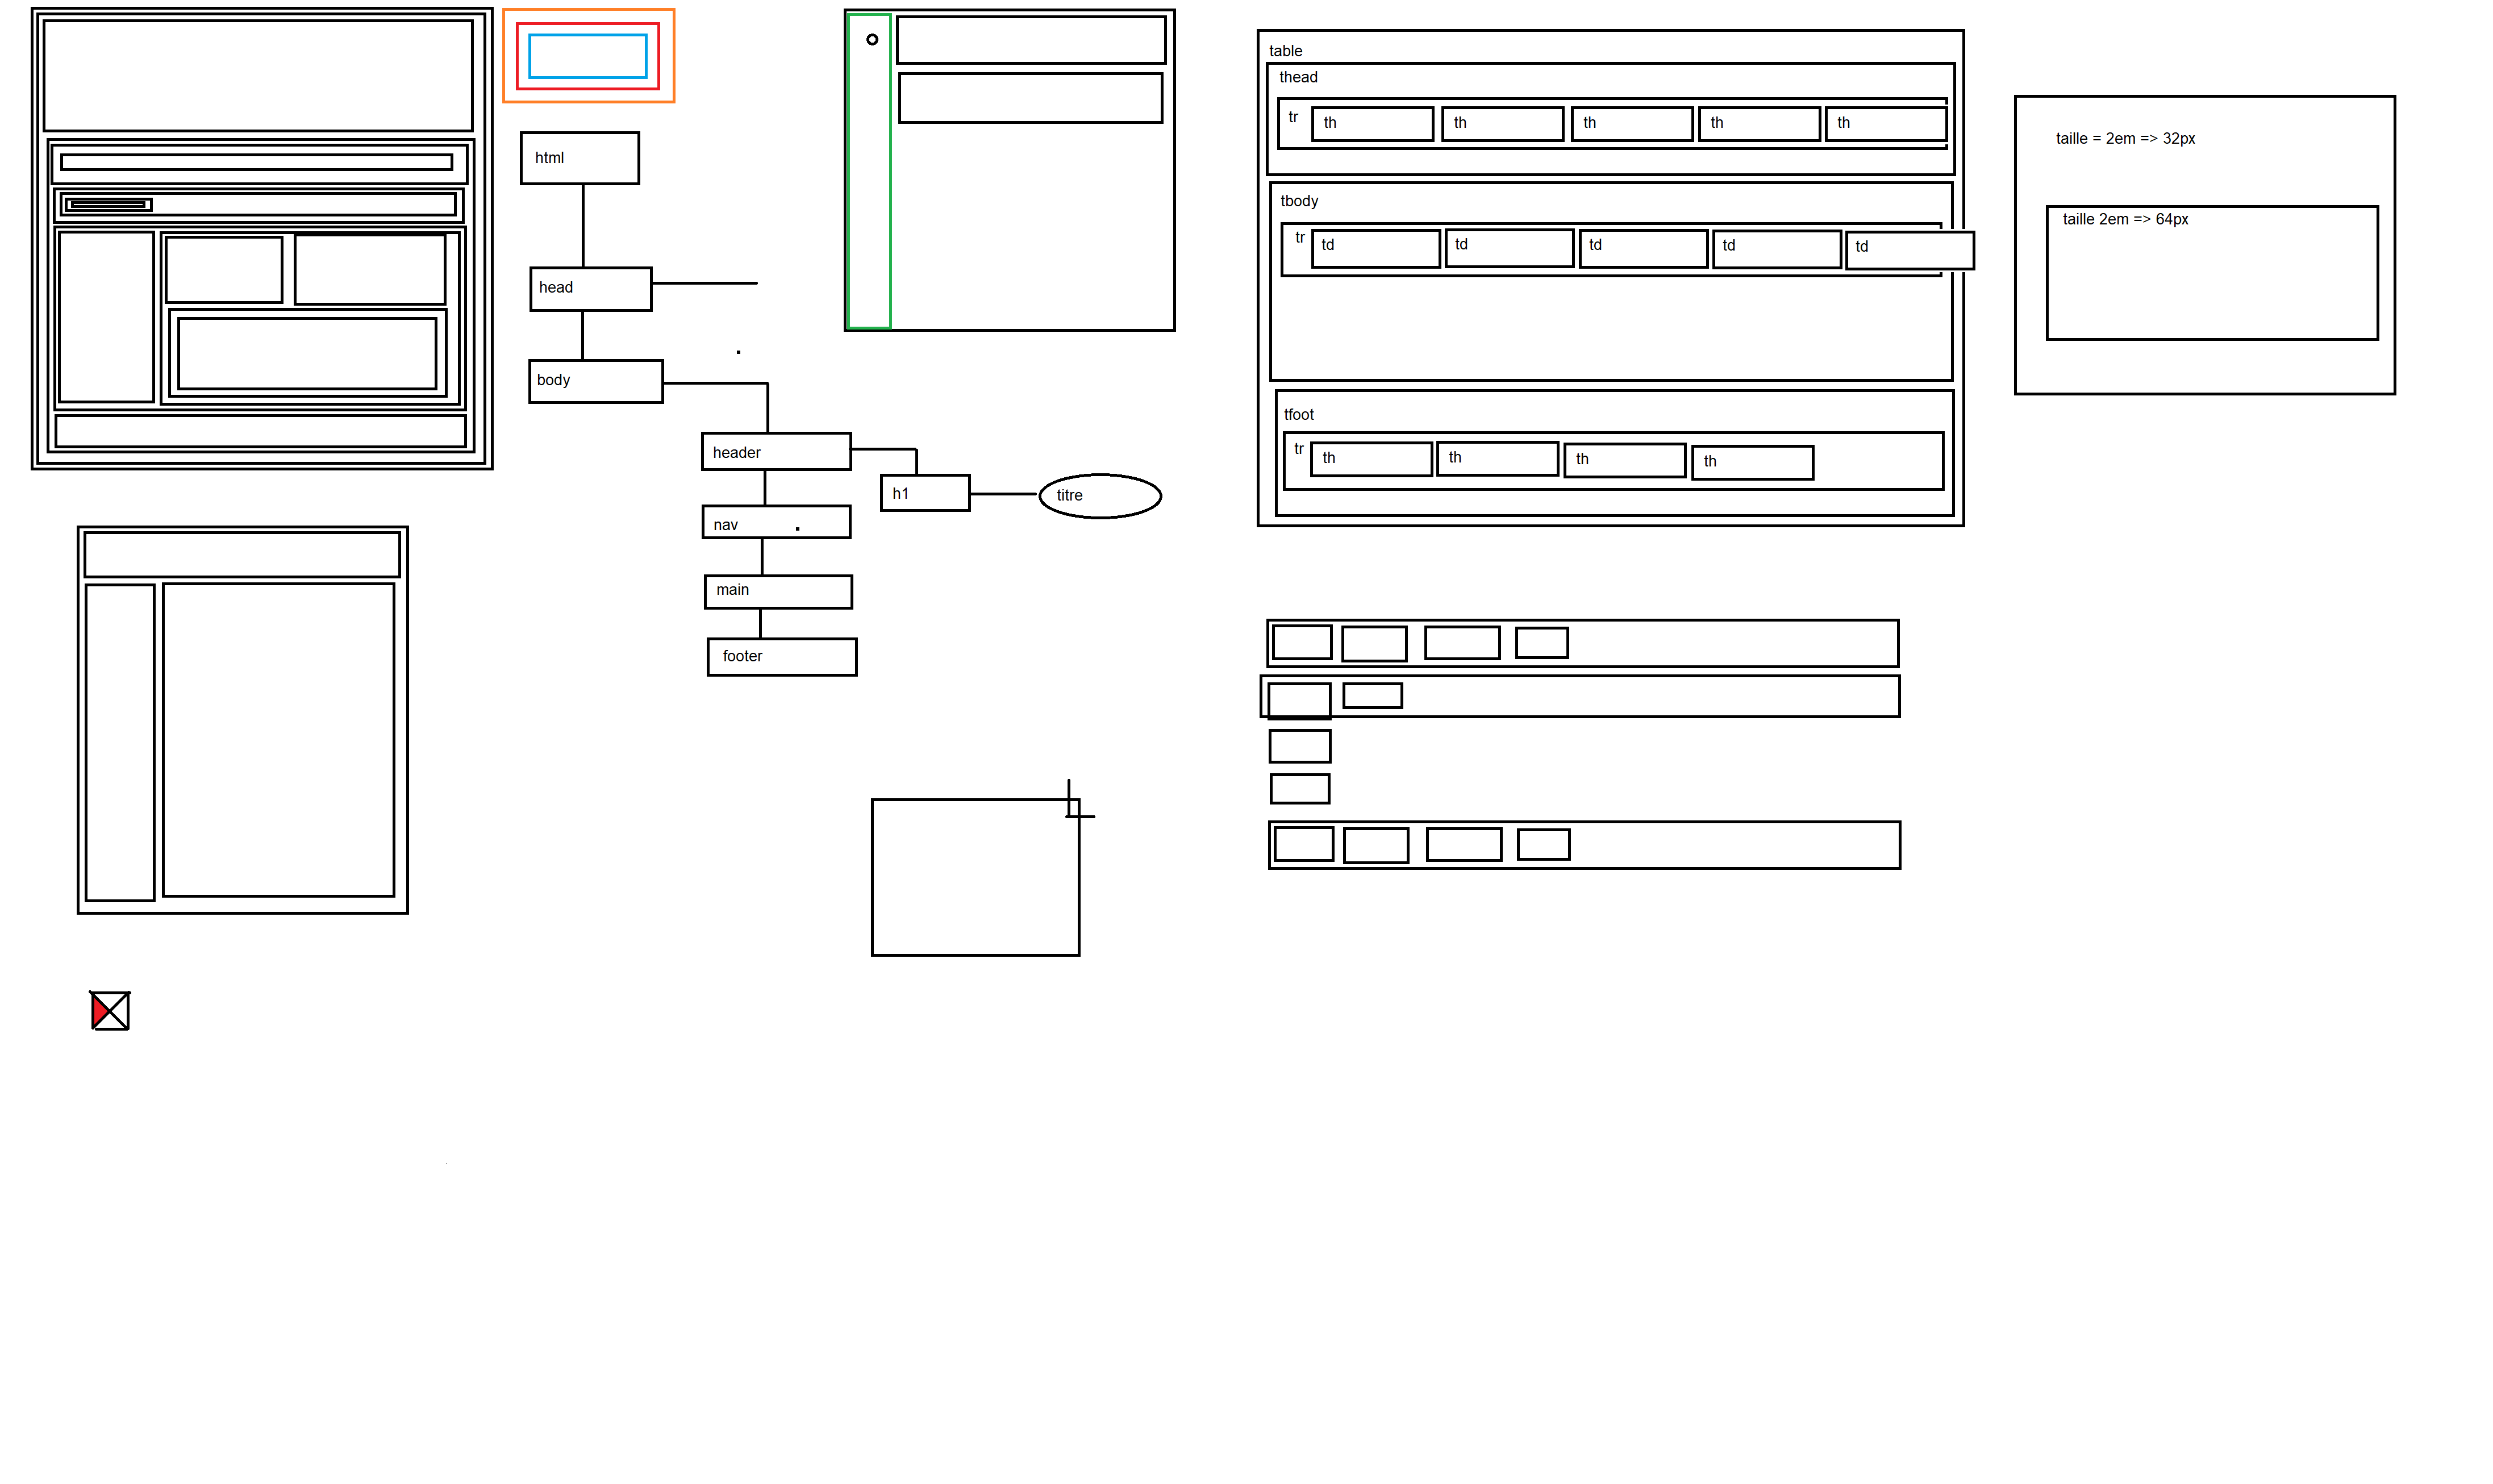 html
head
body
header
h1
titre
nav
main
footer
table
thead
tr
th
th
th
th
th
tbody
tr
td
td
td
td
td
tfoot
tr
th
th
th
th
taille = 2em => 32px
taille 2em => 64px